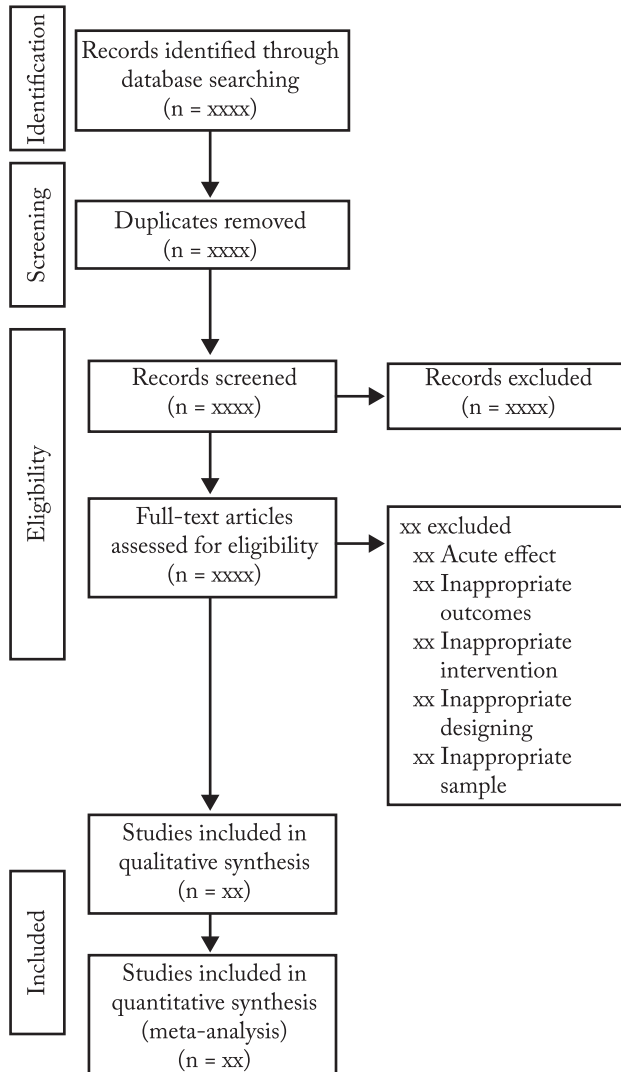 Identification
Records identified through
database searching
(n = xxxx)
Screening
Duplicates removed
(n = xxxx)
Eligibility
Records screened
(n = xxxx)
Records excluded
(n = xxxx)
Full-text articles
assessed for eligibility
(n = xxxx)
xx excluded
xx Acute effect
xx Inappropriate
outcomes
xx Inappropriate
intervention
xx Inappropriate
designing
xx Inappropriate
sample
Included
Studies included in
qualitative synthesis
(n = xx)
Studies included in
quantitative synthesis
(meta-analysis)
(n = xx)